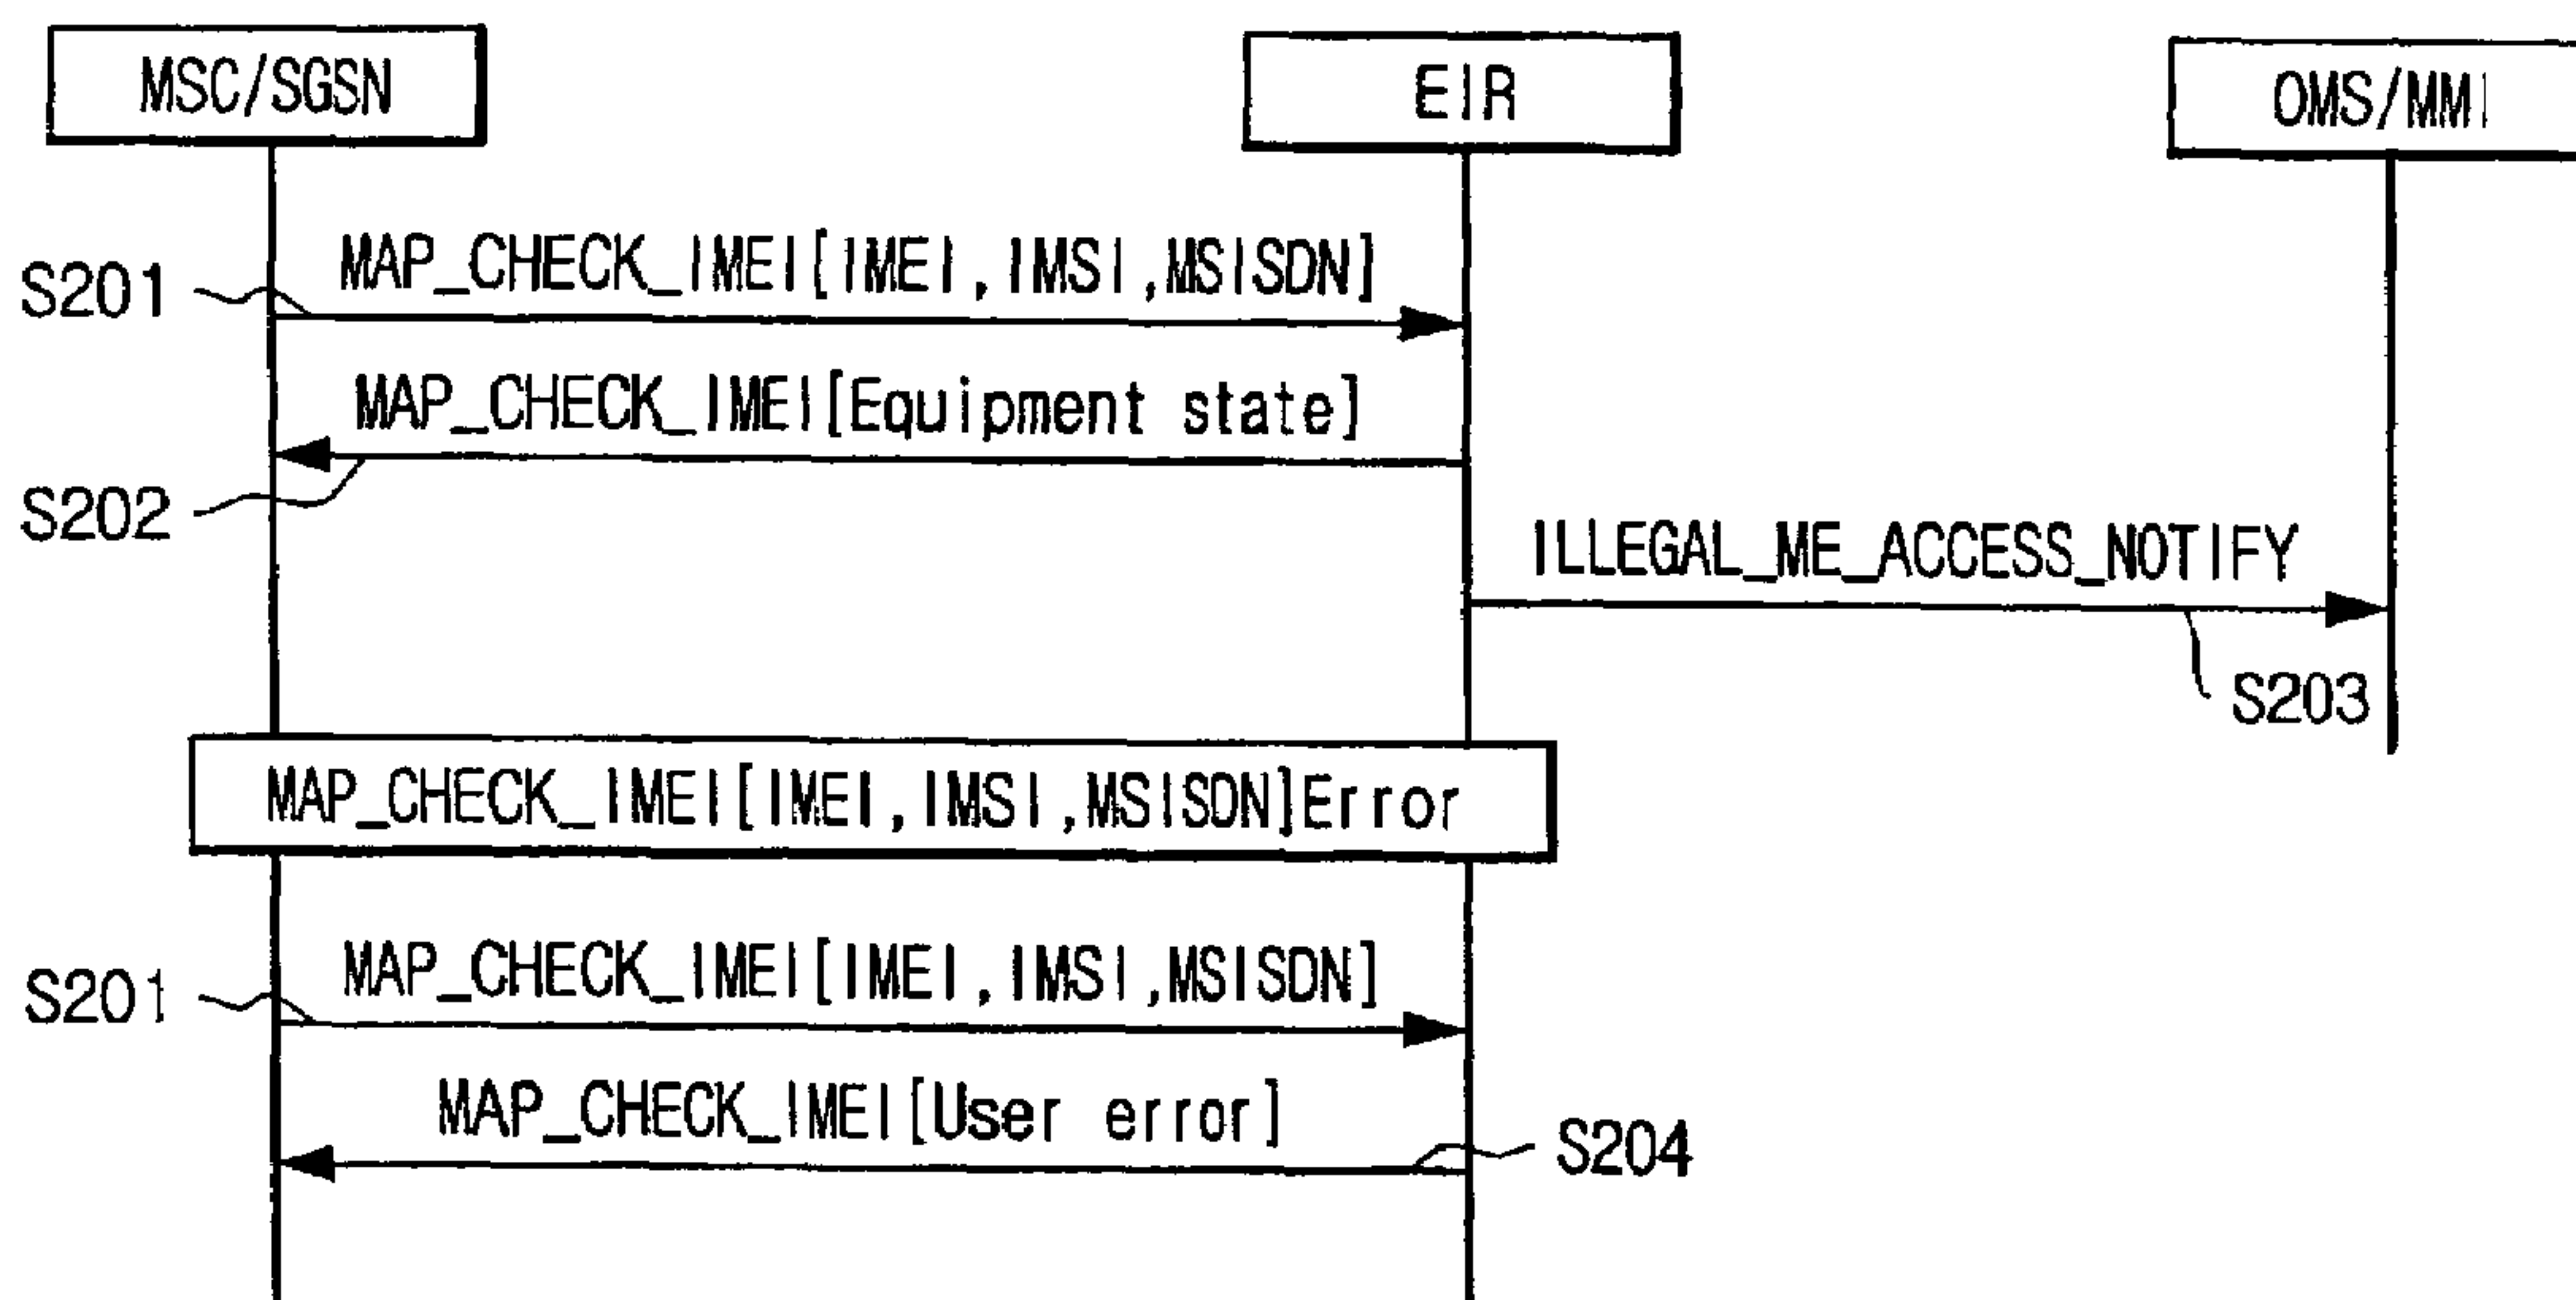 MSC/SGSN
EIR
OMS/MMI
MAP_CHECK_IMEI[IMEI,IMSI,MSISDN]
S201
MAP_CHECK_IMEI[Equipment state]
S202
ILLEGAL_ME_ACCESS_NOTIFY
S203
MAP_CHECK_IMEI[IMEI,IMSI,MSISDN]Error
MAP_CHECK_IMEI[IMEI,IMSI,MSISDN]
S201
MAP_CHECK_IMEI[User error]
S204